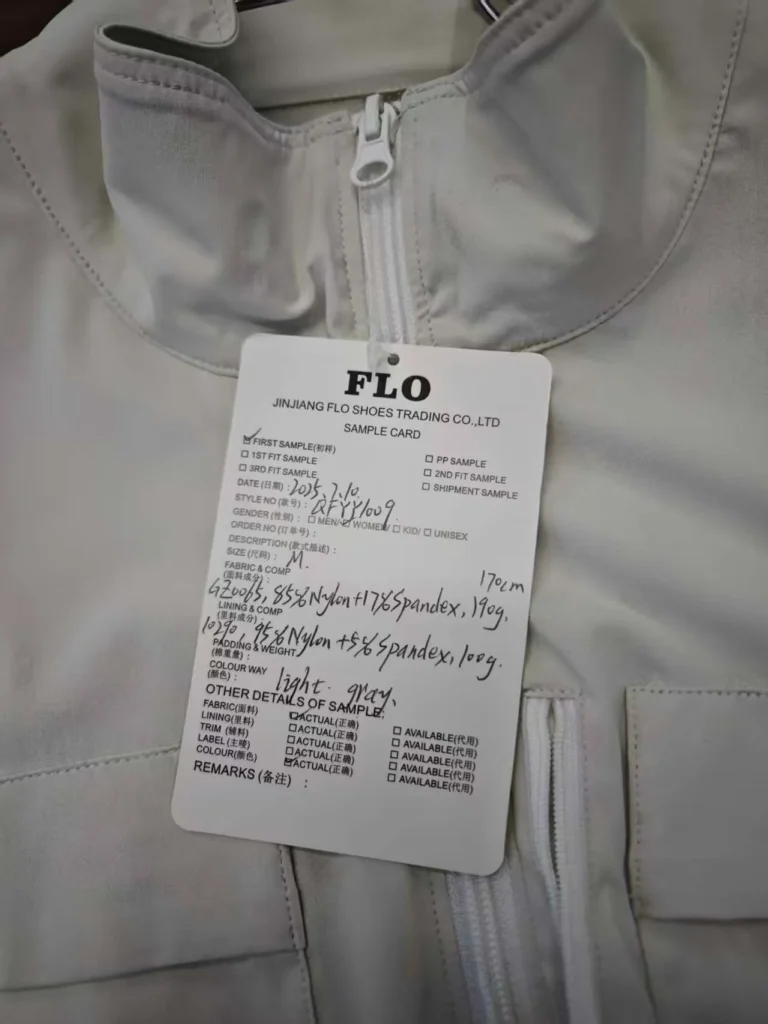 FLO
JINJIANG FLO SHOES TRADING CO.,LTD
SAMPLE CARD
☑ FIRST SAMPLE(初样) ☐ PP SAMPLE
☐ 1ST FIT SAMPLE ☐ 2ND FIT SAMPLE
☐ 3RD FIT SAMPLE ☐ SHIPMENT SAMPLE
DATE (日期) : 2025.7.10.
STYLE NO (款号) : QFYY1009.
GENDER (性别) : ☐ MEN/ ☑ WOMEN/ ☐ KID/ ☐ UNISEX
ORDER NO (订单号) :
DESCRIPTION (款式描述) :
SIZE (尺码) : M.
FABRIC & COMP 170cm
(面料成分) :
GZ0065, 85%Nylon+17%Spandex, 190g.
LINING & COMP
(里料成分) :
10290, 95%Nylon +5%Spandex, 100g.
PADDING & WEIGHT
(棉重量) :
COLOUR WAY
(颜色) : light gray.
OTHER DETAILS OF SAMPLE:
FABRIC(面料) ☑ACTUAL(正确) ☐ AVAILABLE(代用)
LINING(里料) ☐ACTUAL(正确) ☐ AVAILABLE(代用)
TRIM (辅料) ☐ACTUAL(正确) ☐ AVAILABLE(代用)
LABEL (主唛) ☐ACTUAL(正确) ☐ AVAILABLE(代用)
COLOUR(颜色) ☑ACTUAL(正确) ☐ AVAILABLE(代用)
REMARKS (备注) :